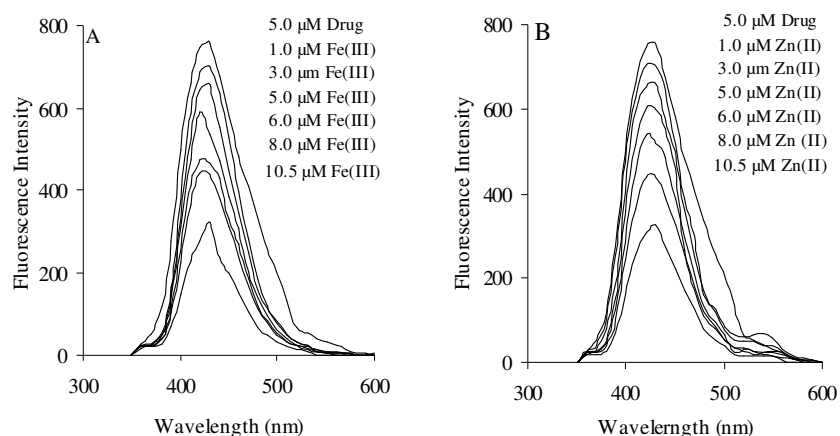 A
5.0 µM Drug
1.0 µM Fe(III)
3.0 µm Fe(III)
5.0 µM Fe(III)
6.0 µM Fe(III)
8.0 µM Fe(III)
10.5 µM Fe(III)
Fluorescence Intensity
800
600
400
200
0
300
400
500
600
Wavelength (nm)
B
5.0 µM Drug
1.0 µM Zn(II)
3.0 µm Zn(II)
5.0 µM Zn(II)
6.0 µM Zn(II)
8.0 µM Zn (II)
10.5 µM Zn(II)
Fluorescence Intensity
800
600
400
200
0
300
400
500
600
Wavelerngth (nm)